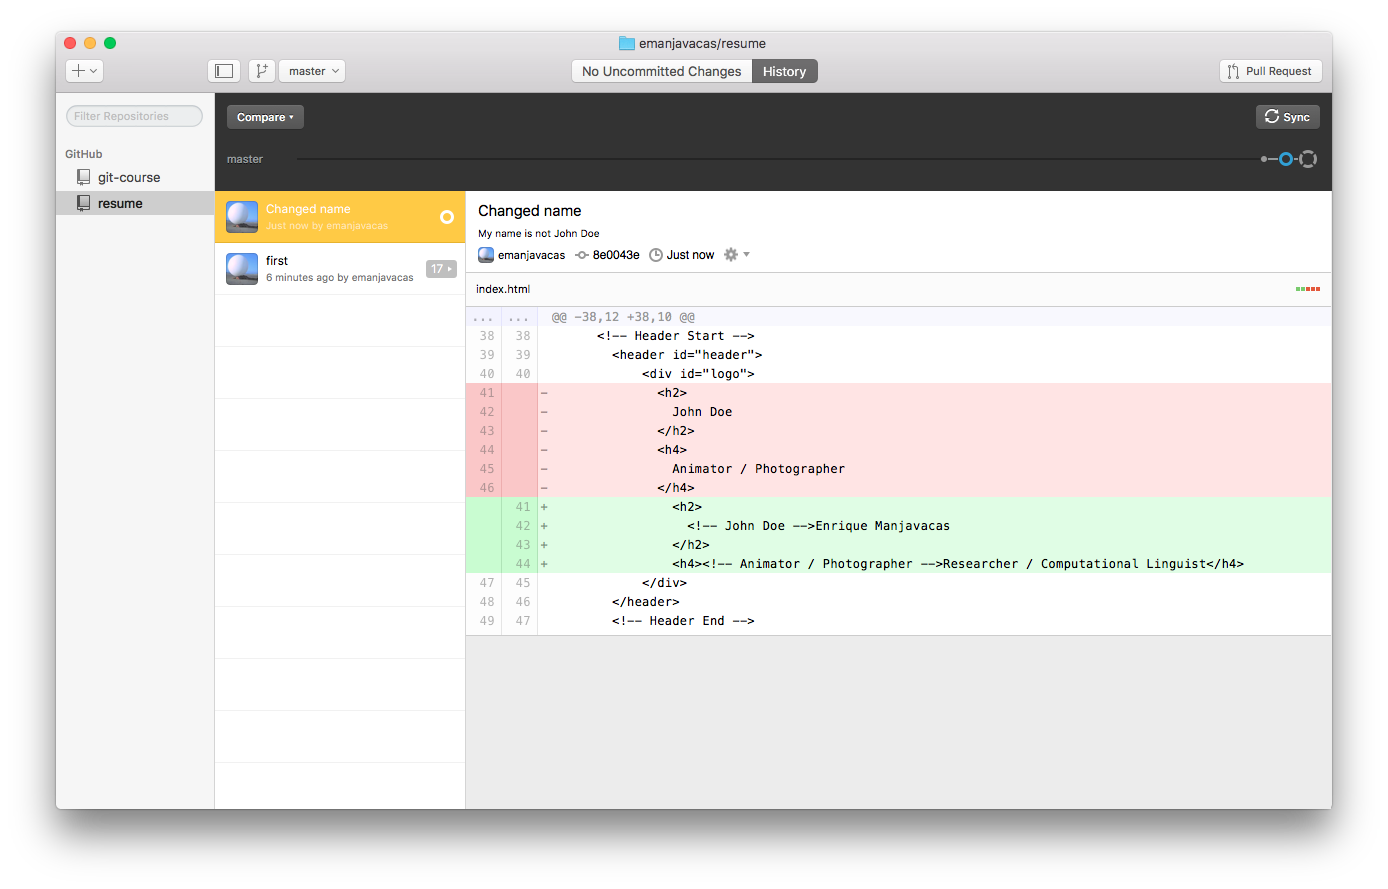 emanjavacas/resume
master
No Uncommitted Changes
History
Pull Request
Filter Repositories
GitHub
git-course
resume
Compare
Sync
master
Changed name
Just now by emanjavacas
first
6 minutes ago by emanjavacas
17
Changed name
My name is not John Doe
emanjavacas 8e0043e Just now
index.html
... ... @@ -38,12 +38,10 @@
38 38 <!-- Header Start -->
39 39 <header id="header">
40 40 <div id="logo">
41 - <h2>
42 - John Doe
43 - </h2>
44 - <h4>
45 - Animator / Photographer
46 - </h4>
41 + <h2>
42 + <!-- John Doe -->Enrique Manjavacas
43 + </h2>
44 + <h4><!-- Animator / Photographer -->Researcher / Computational Linguist</h4>
47 45 </div>
48 46 </header>
49 47 <!-- Header End -->